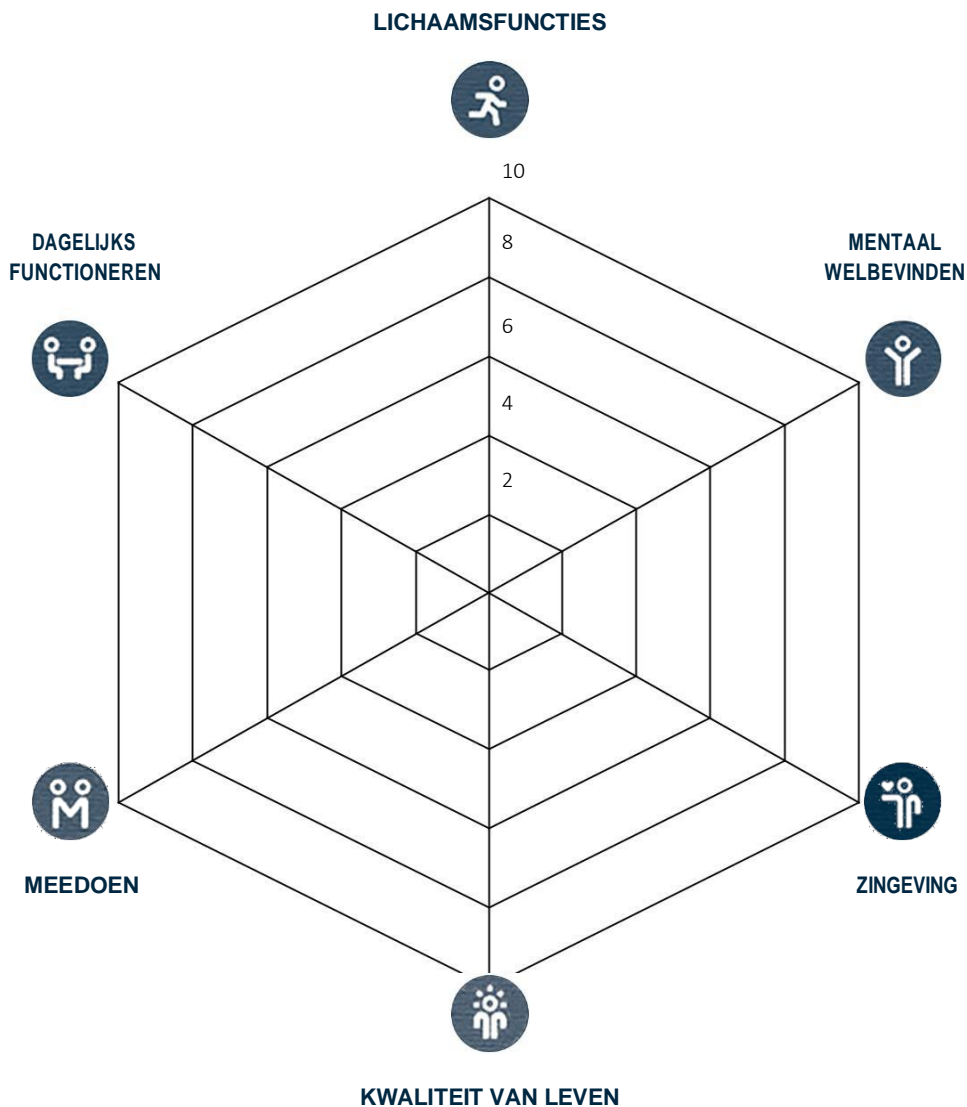 LICHAAMSFUNCTIES
10
DAGELIJKS
FUNCTIONEREN
8
MENTAAL
WELBEVINDEN
6
4
2
MEEDOEN
ZINGEVING
KWALITEIT VAN LEVEN